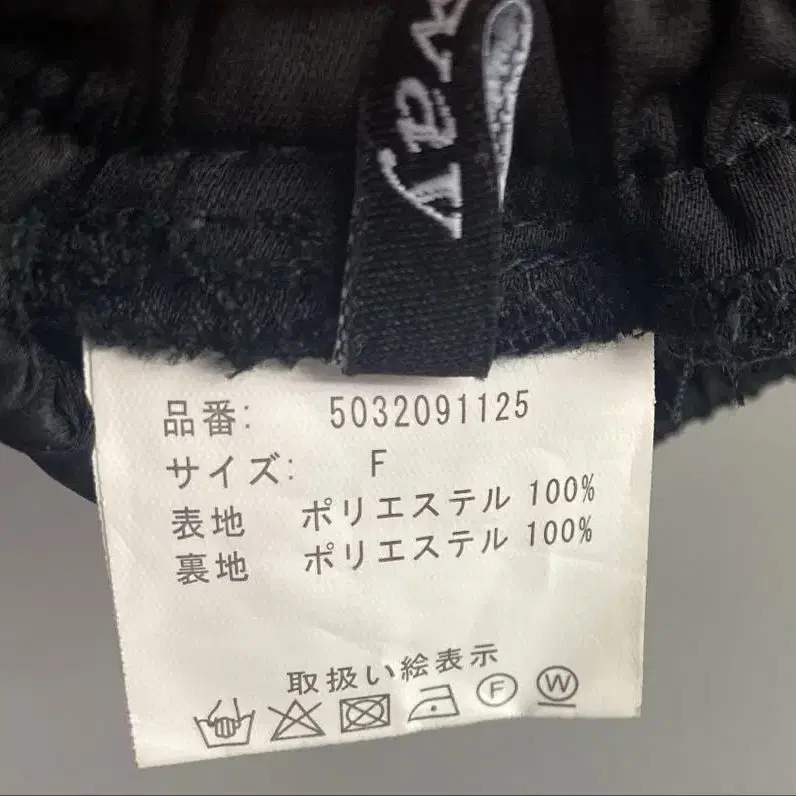 品番: 5032091125
サイズ: F
表地 ポリエステル 100%
裏地 ポリエステル 100%
取扱い絵表示
F W